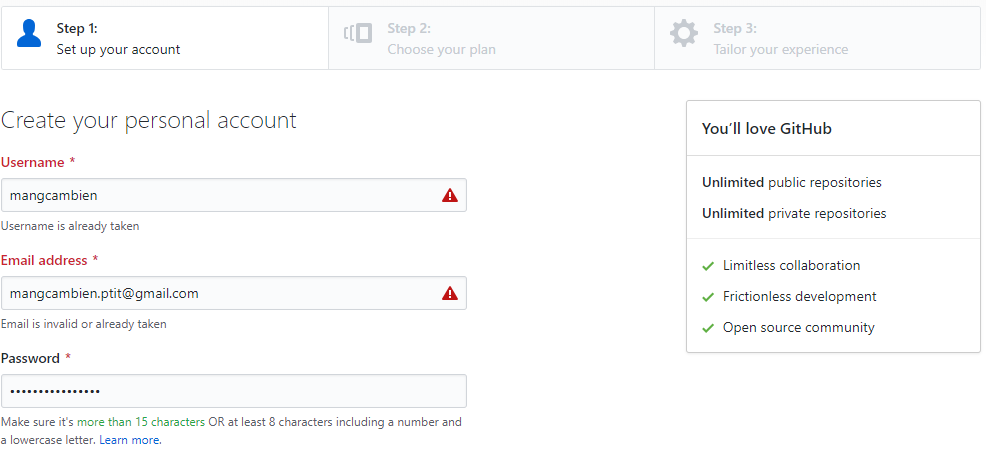 Step 1:
Set up your account
Step 2:
Choose your plan
Step 3:
Tailor your experience
Create your personal account
Username *
mangcambien
Username is already taken
Email address *
mangcambien.ptit@gmail.com
Email is invalid or already taken
Password *
••••••••••••••••
Make sure it's more than 15 characters OR at least 8 characters including a number and
a lowercase letter. Learn more.
You'll love GitHub
Unlimited public repositories
Unlimited private repositories
Limitless collaboration
Frictionless development
Open source community